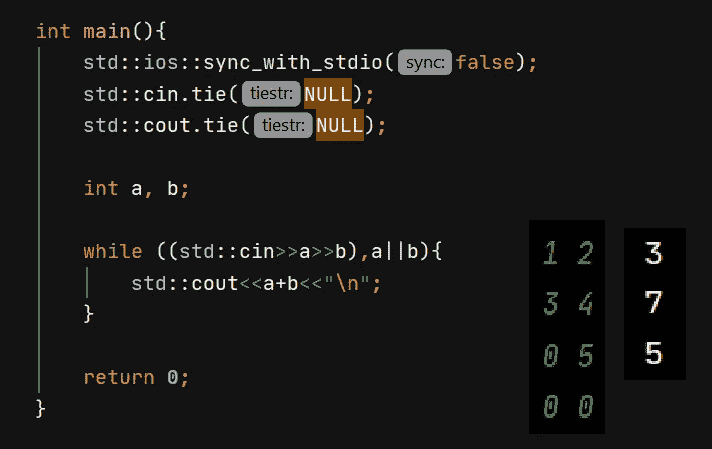 int main(){
std::ios::sync_with_stdio(sync:false);
std::cin.tie(tiestr:NULL);
std::cout.tie(tiestr:NULL);
int a, b;
while ((std::cin>>a>>b),a||b){
std::cout<<a+b<<"\n";
}
return 0;
}
1 2
3 4
0 5
0 0
3
7
5